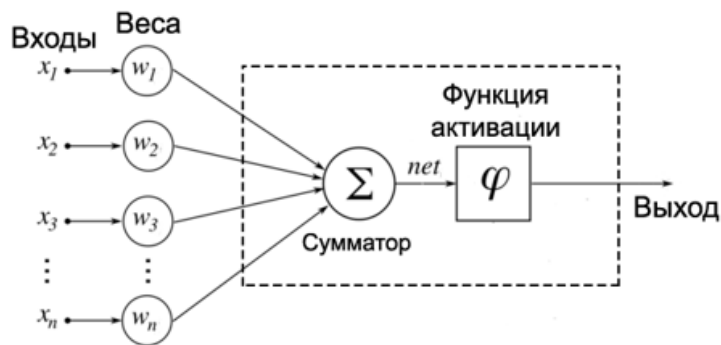 Входы
Веса
x1
w1
x2
w2
x3
w3
xn
wn
Σ
Сумматор
net
Функция
активации
φ
Выход